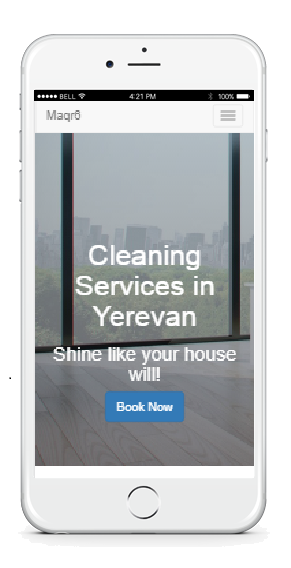 BELL 4:21 PM 100%
Maqr6
Cleaning
Services in
Yerevan
Shine like your house
will!
Book Now